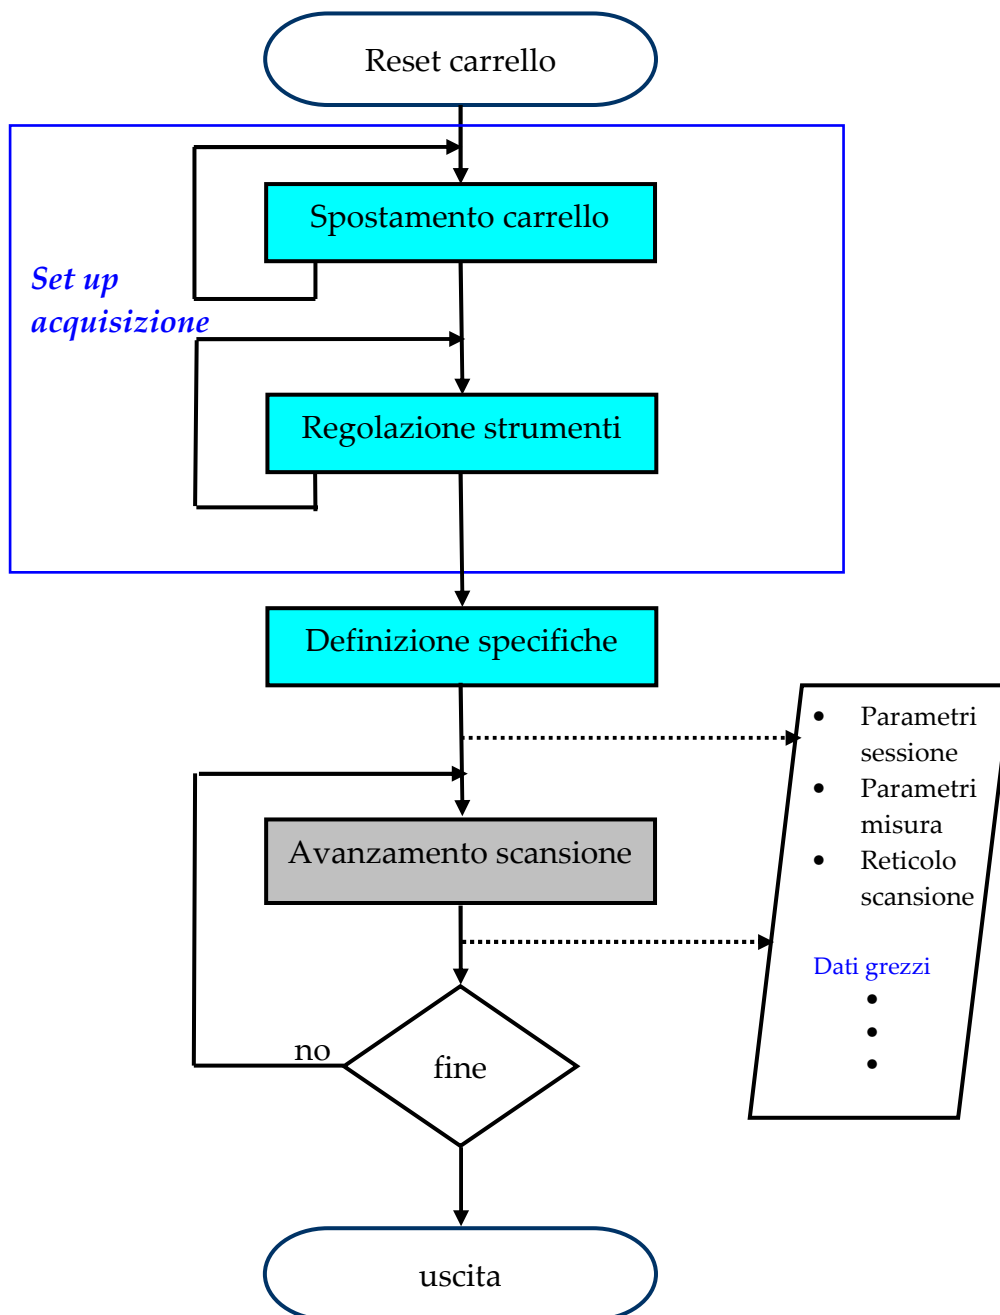 Reset carrello
Spostamento carrello
Set up
acquisizione
Regolazione strumenti
Definizione specifiche
• Parametri
sessione
• Parametri
misura
• Reticolo
scansione
Avanzamento scansione
Dati grezzi
•
•
•
no
fine
uscita